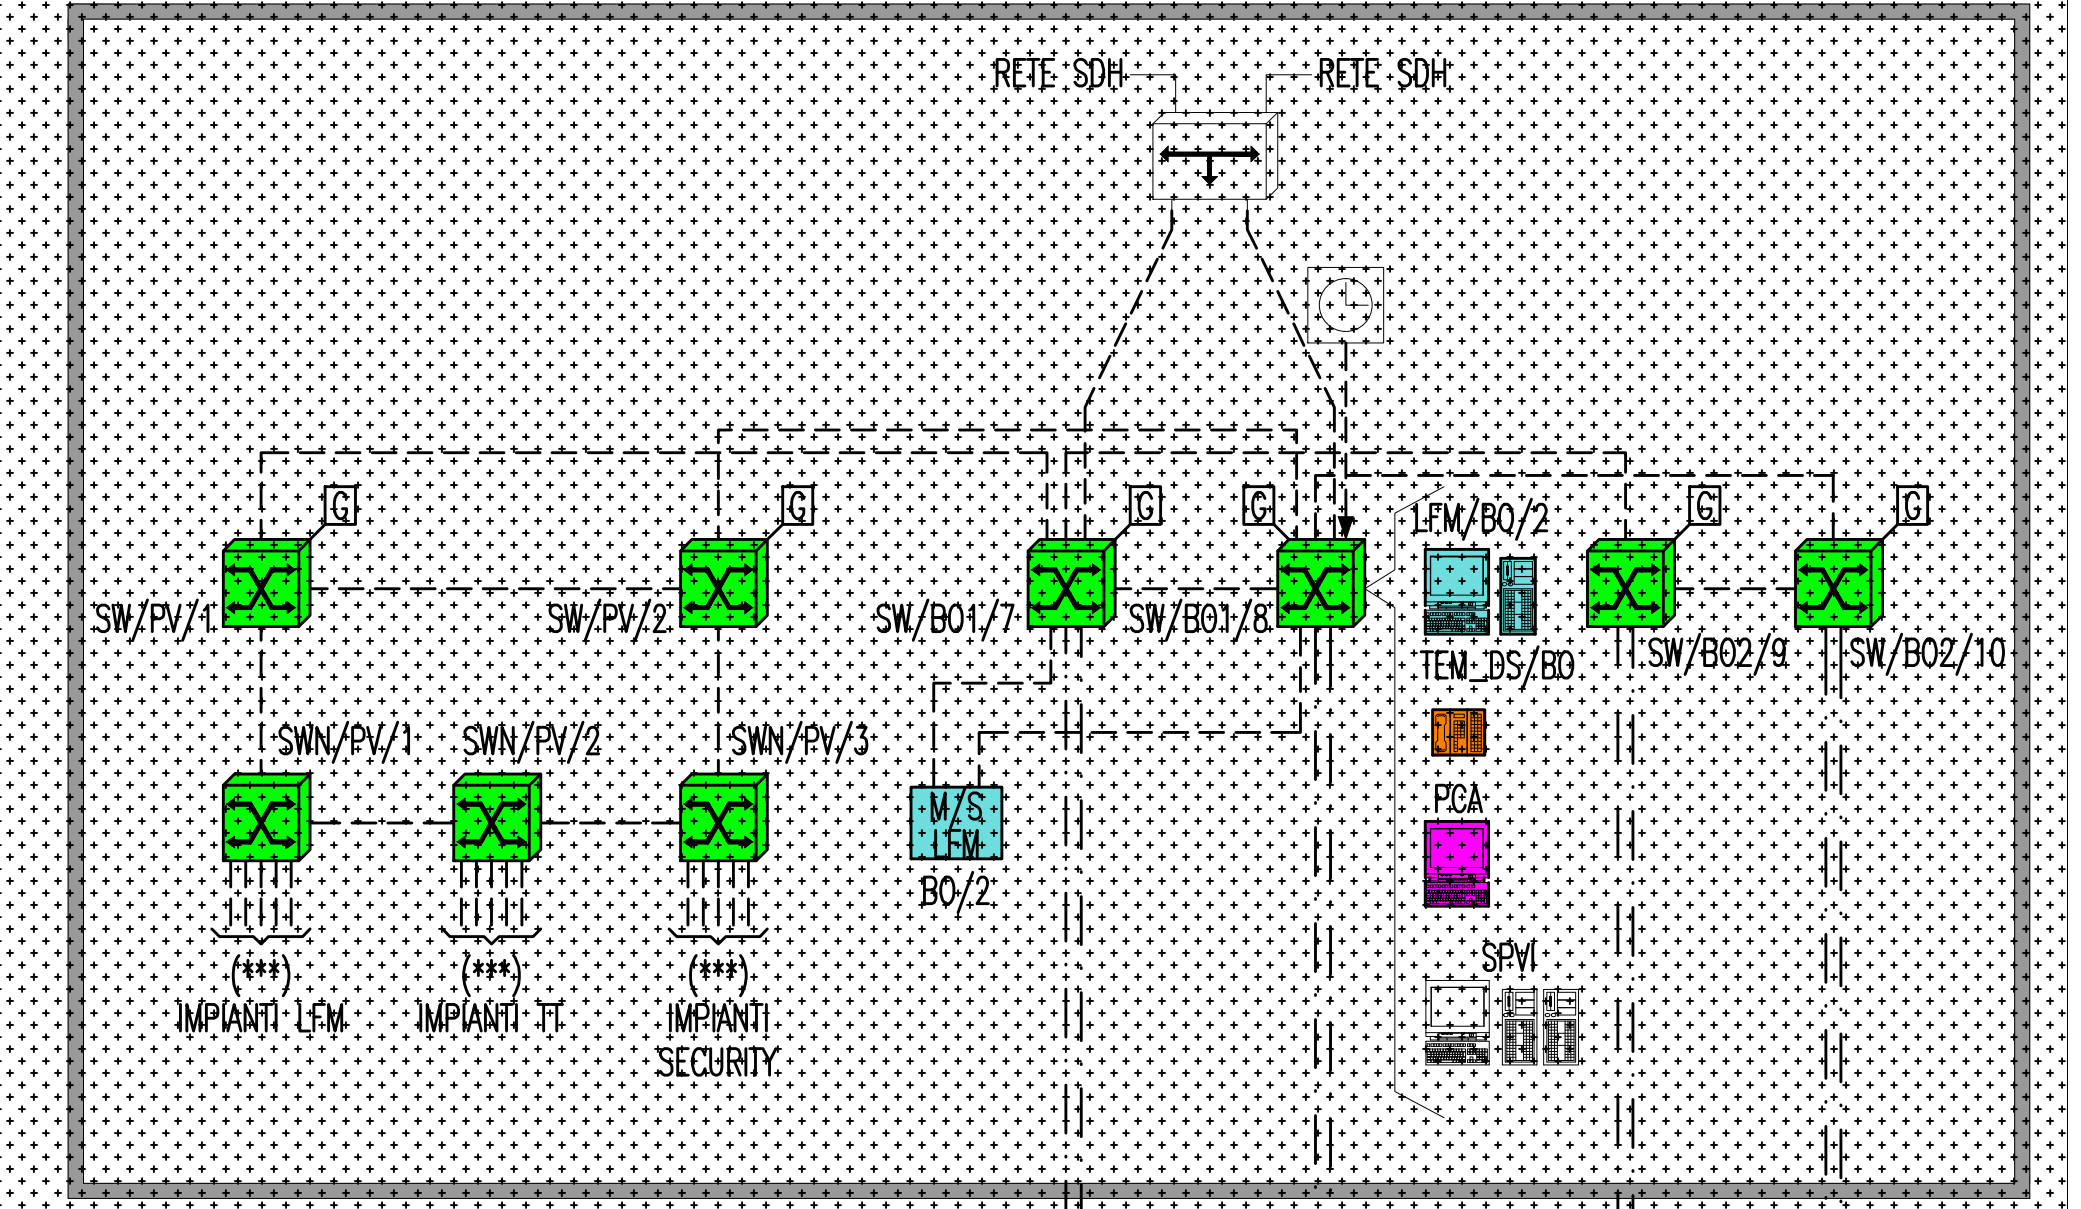 RETE SDH
RETE SDH
G
G
G
G
G
G
LFM/BO/2
SW/PV/1
SW/PV/2
SW/BO1/7
SW/BO1/8
TEM_DS/BO
SW/BO2/9
SW/BO2/10
SWN/PV/1
SWN/PV/2
SWN/PV/3
M/S
LFM
BO/2
PCA
SPVI
(***)
IMPIANTI LFM
(***)
IMPIANTI TT
(***)
IMPIANTI
SECURITY